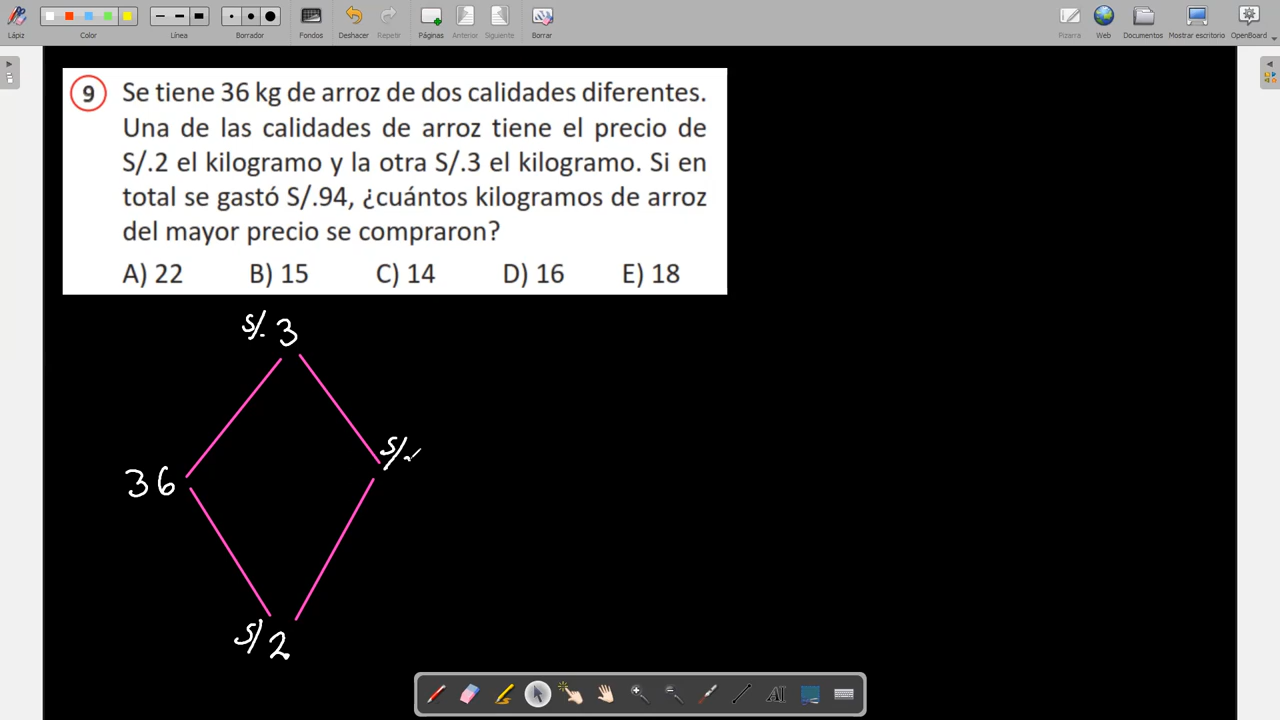 Lápiz Color Línea Borrador Fondos Deshacer Repetir Páginas Anterior Siguiente Borrar Pizarra Web Documentos Mostrar escritorio OpenBoard
9 Se tiene 36 kg de arroz de dos calidades diferentes.
Una de las calidades de arroz tiene el precio de
S/.2 el kilogramo y la otra S/.3 el kilogramo. Si en
total se gastó S/.94, ¿cuántos kilogramos de arroz
del mayor precio se compraron?
A) 22 B) 15 C) 14 D) 16 E) 18
S/. 3
S/.
36
S/ 2
AI